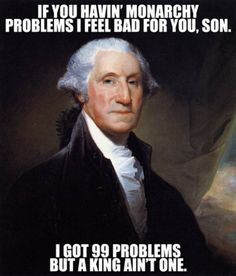 IF YOU HAVIN' MONARCHY
PROBLEMS I FEEL BAD FOR YOU, SON.
I GOT 99 PROBLEMS
BUT A KING AIN'T ONE.